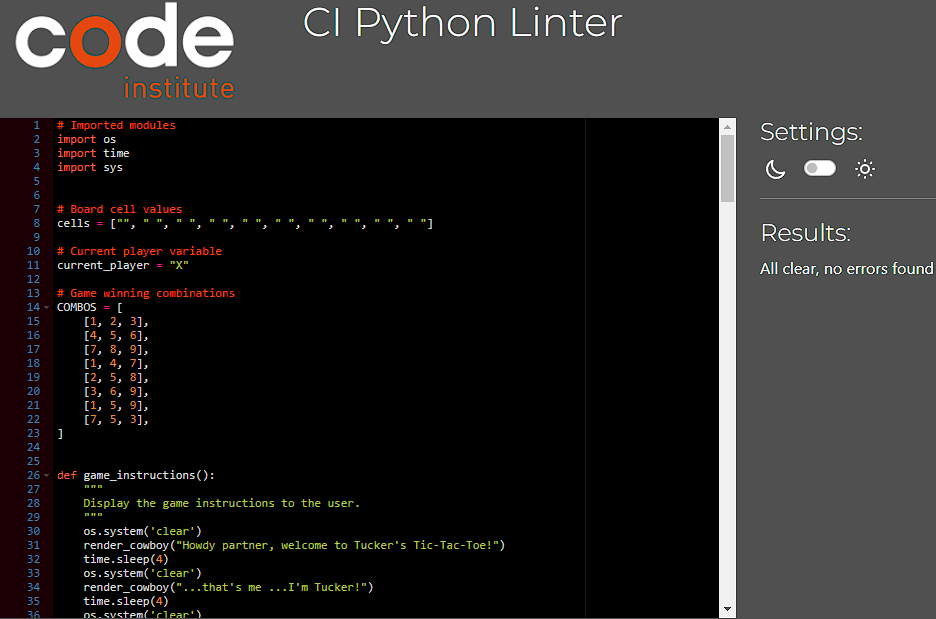 code
institute
CI Python Linter
1 # Imported modules
2 import os
3 import time
4 import sys
5
6
7 # Board cell values
8 cells = ["", " ", " ", " ", " ", " ", " ", " ", " ", " "]
9
10 # Current player variable
11 current_player = "X"
12
13 # Game winning combinations
14 COMBOS = [
15     [1, 2, 3],
16     [4, 5, 6],
17     [7, 8, 9],
18     [1, 4, 7],
19     [2, 5, 8],
20     [3, 6, 9],
21     [1, 5, 9],
22     [7, 5, 3],
23 ]
24
25
26 def game_instructions():
27     """
28     Display the game instructions to the user.
29     """
30     os.system('clear')
31     render_cowboy("Howdy partner, welcome to Tucker's Tic-Tac-Toe!")
32     time.sleep(4)
33     os.system('clear')
34     render_cowboy("...that's me ...I'm Tucker!")
35     time.sleep(4)
36     os.system('clear')
Settings:
Results:
All clear, no errors found